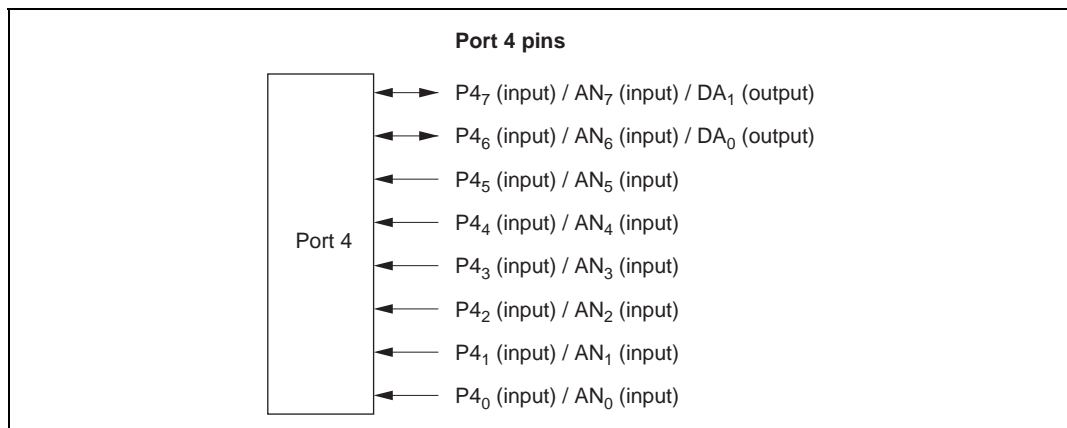 Port 4 pins
P4₇ (input) / AN₇ (input) / DA₁ (output)
P4₆ (input) / AN₆ (input) / DA₀ (output)
P4₅ (input) / AN₅ (input)
P4₄ (input) / AN₄ (input)
Port 4
P4₃ (input) / AN₃ (input)
P4₂ (input) / AN₂ (input)
P4₁ (input) / AN₁ (input)
P4₀ (input) / AN₀ (input)